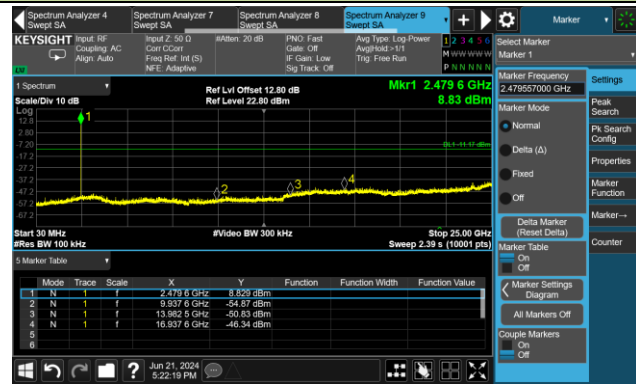 Spectrum Analyzer 4
Swept SA
Spectrum Analyzer 7
Swept SA
Spectrum Analyzer 8
Swept SA
Spectrum Analyzer 9
Swept SA
Marker
KEYSIGHT
Input: RF
Coupling: AC
Align: Auto
Input Z: 50 Ω
Corr CCorr
Freq Ref: Int (S)
NFE: Adaptive
#Atten: 20 dB
PNO: Fast
Gate: Off
IF Gain: Low
Sig Track: Off
Avg Type: Log-Power
Avg|Hold:>1/1
Trig: Free Run
1 2 3 4 5 6
M W W W W W
P N N N N N
Select Marker
Marker 1
LW
1 Spectrum
Scale/Div 10 dB
Log
Ref Lvl Offset 12.80 dB
Ref Level 22.80 dBm
Mkr1 2.479 6 GHz
8.83 dBm
12.8
2.80
-7.20
-17.2
-27.2
-37.2
-47.2
-57.2
-67.2
1
2
3
4
DL1 -11.17 dBm
Start 30 MHz
#Res BW 100 kHz
#Video BW 300 kHz
Stop 25.00 GHz
Sweep 2.39 s (10001 pts)
Marker Frequency
2.479557000 GHz
Marker Mode
Normal
Delta (Δ)
Fixed
Off
Delta Marker
(Reset Delta)
Marker Table
On
Off
Marker Settings
Diagram
All Markers Off
Couple Markers
On
Off
Settings
Peak
Search
Pk Search
Config
Properties
Marker
Function
Marker→
Counter
5 Marker Table
Mode Trace Scale X Y Function Function Width Function Value
1 N 1 f 2.479 6 GHz 8.829 dBm
2 N 1 f 9.937 6 GHz -54.87 dBm
3 N 1 f 13.982 5 GHz -50.83 dBm
4 N 1 f 16.937 6 GHz -46.34 dBm
5
6
?
Jun 21, 2024
5:22:19 PM